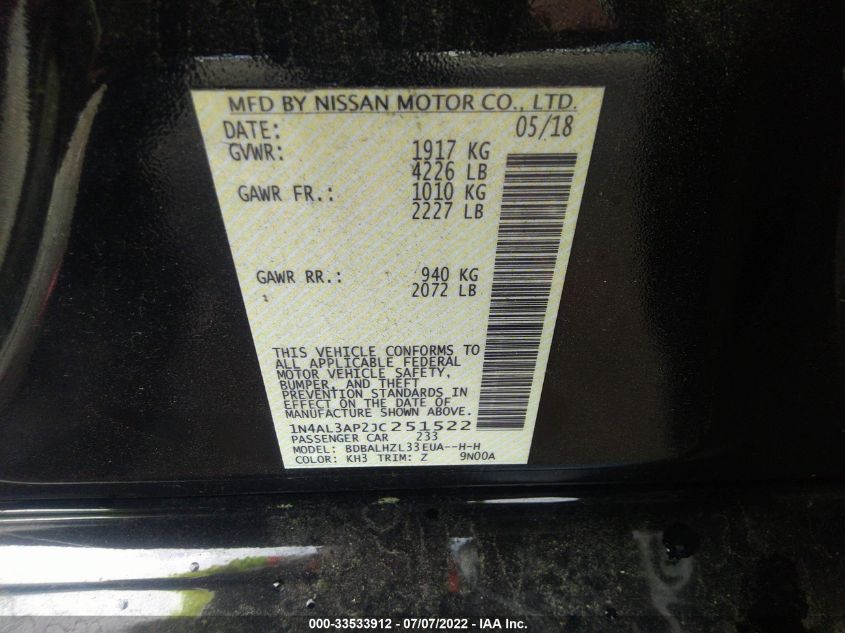 MFD BY NISSAN MOTOR CO., LTD.
DATE: 05/18
GVWR: 1917 KG
4226 LB
GAWR FR.: 1010 KG
2227 LB
GAWR RR.: 940 KG
2072 LB
THIS VEHICLE CONFORMS TO
ALL APPLICABLE FEDERAL
MOTOR VEHICLE SAFETY,
BUMPER, AND THEFT
PREVENTION STANDARDS IN
EFFECT ON THE DATE OF
MANUFACTURE SHOWN ABOVE.
1N4AL3AP2JC251522
PASSENGER CAR 233
MODEL: BDBALHZL33EUA--H-H
COLOR: KH3 TRIM: Z 9N00A
000-33533912 / 07/07/2022 - IAA Inc.